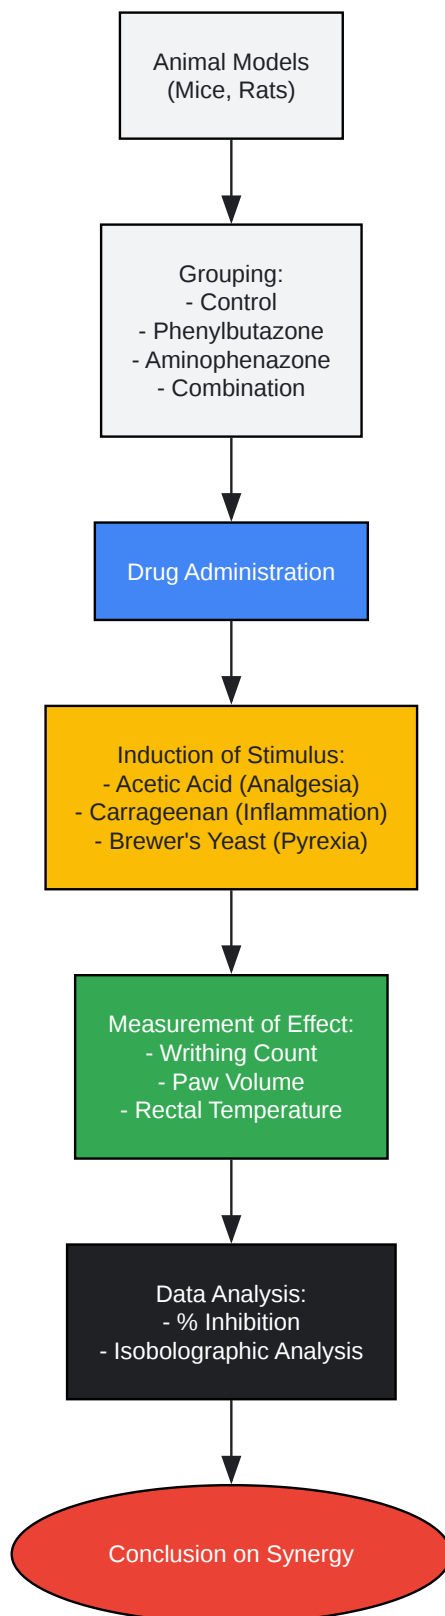 Animal Models
(Mice, Rats)
Grouping:
- Control
- Phenylbutazone
- Aminophenazone
- Combination
Drug Administration
Induction of Stimulus:
- Acetic Acid (Analgesia)
- Carrageenan (Inflammation)
- Brewer's Yeast (Pyrexia)
Measurement of Effect:
- Writhing Count
- Paw Volume
- Rectal Temperature
Data Analysis:
- % Inhibition
- Isobolographic Analysis
Conclusion on Synergy